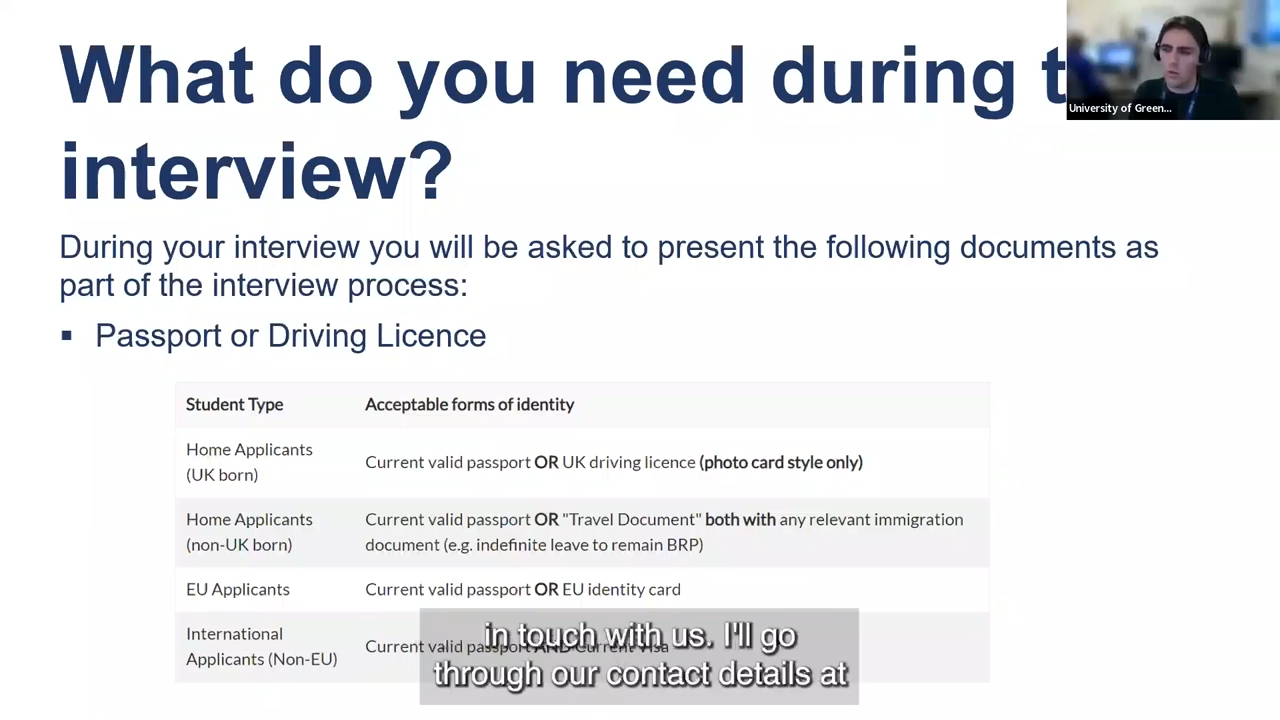 What do you need during t
interview?
University of Green...
During your interview you will be asked to present the following documents as
part of the interview process:
▪ Passport or Driving Licence
Student Type Acceptable forms of identity
Home Applicants
(UK born)
Current valid passport OR UK driving licence (photo card style only)
Home Applicants
(non-UK born)
Current valid passport OR "Travel Document" both with any relevant immigration
document (e.g. indefinite leave to remain BRP)
EU Applicants Current valid passport OR EU identity card
International
Applicants (Non-EU)
Current valid passport AND Current Visa
in touch with us. I'll go
through our contact details at